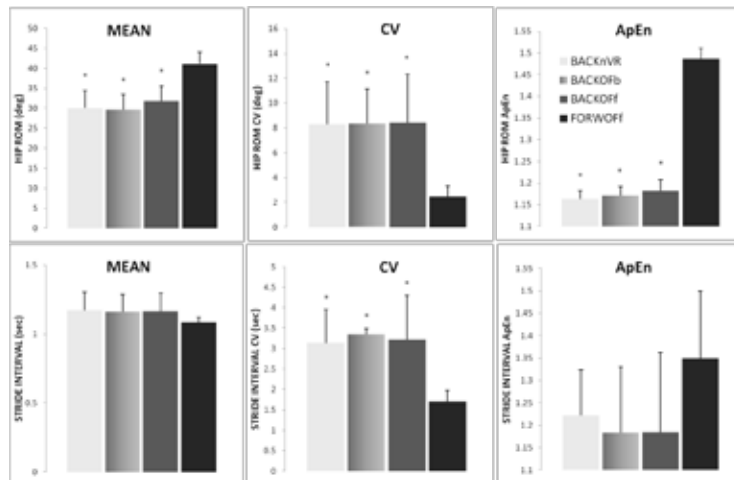 MEAN
HIP ROM (deg)
50
45
40
35
30
25
20
15
10
5
0
* * *
CV
HIP ROM CV (deg)
16
14
12
10
8
6
4
2
0
* * *
ApEn
HIP ROM ApEn
1.55
1.5
1.45
1.4
1.35
1.3
1.25
1.2
1.15
1.1
BACKnVR
BACKOFb
BACKOFf
FORWOFf
* * *
MEAN
STRIDE INTERVAL (sec)
1.5
1
0.5
0
CV
STRIDE INTERVAL CV (sec)
5
4.5
4
3.5
3
2.5
2
1.5
1
0.5
0
* * *
ApEn
STRIDE INTERVAL ApEn
1.55
1.5
1.45
1.4
1.35
1.3
1.25
1.2
1.15
1.1